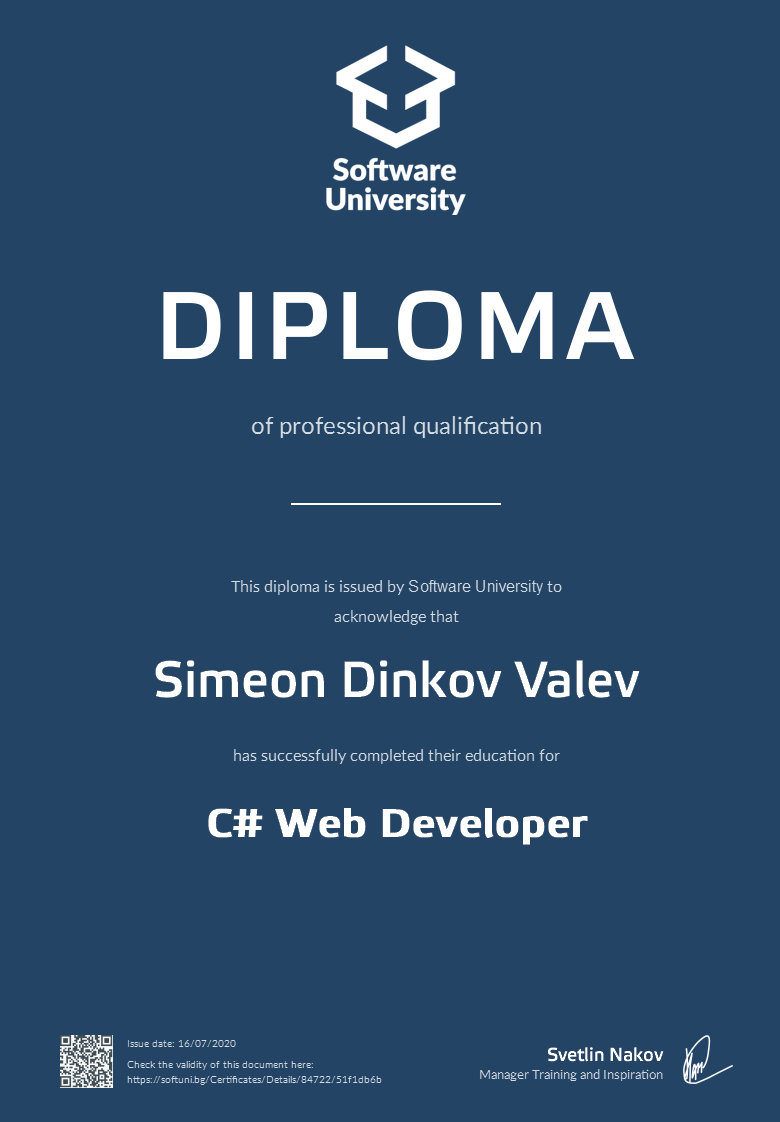 Software
University
DIPLOMA
of professional qualification
This diploma is issued by Software University to
acknowledge that
Simeon Dinkov Valev
has successfully completed their education for
C# Web Developer
Issue date: 16/07/2020
Check the validity of this document here:
https://softuni.bg/Certificates/Details/84722/51f1db6b
Svetlin Nakov
Manager Training and Inspiration